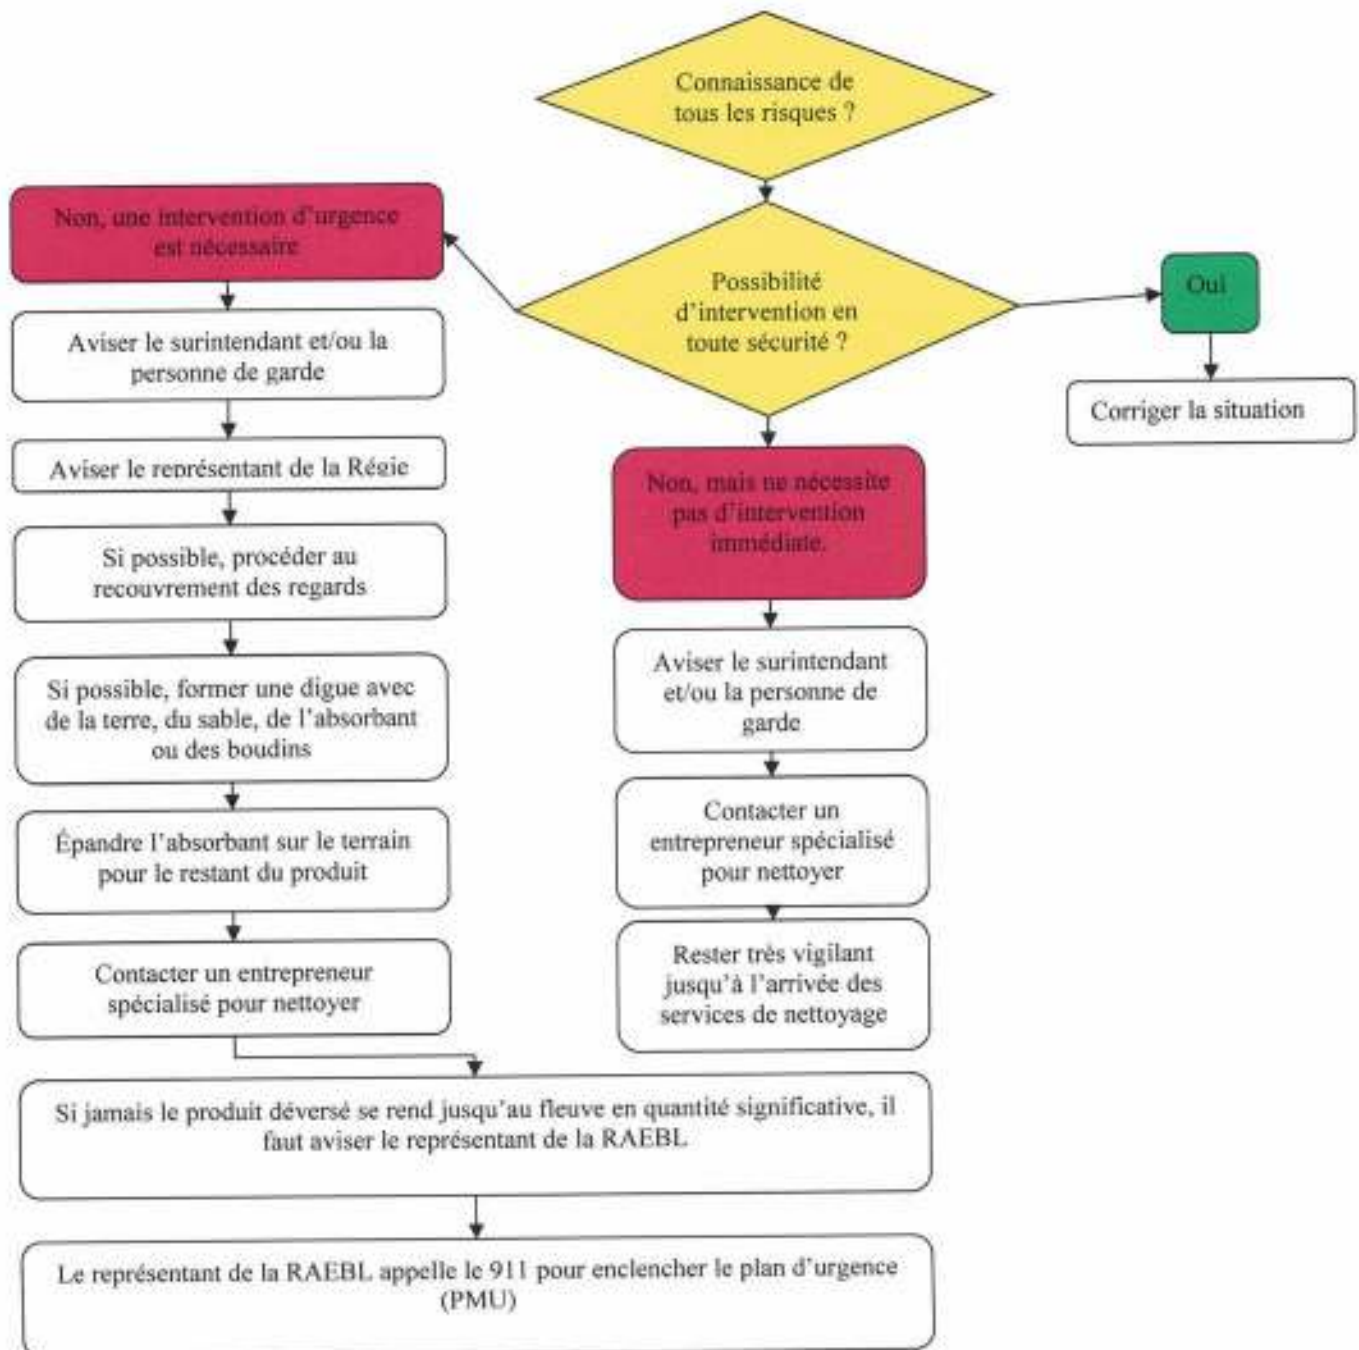 Connaissance de
tous les risques ?
Non, une intervention d'urgence
est nécessaire
Possibilité
d'intervention en
toute sécurité ?
Oui
Aviser le surintendant et/ou la
personne de garde
Corriger la situation
Aviser le représentant de la Régie
Non, mais ne nécessite
pas d'intervention
immédiate.
Si possible, procéder au
recouvrement des regards
Aviser le surintendant
et/ou la personne de
garde
Si possible, former une digue avec
de la terre, du sable, de l'absorbant
ou des boudins
Contacter un
entrepreneur spécialisé
pour nettoyer
Épandre l'absorbant sur le terrain
pour le restant du produit
Rester très vigilant
jusqu'à l'arrivée des
services de nettoyage
Contacter un entrepreneur
spécialisé pour nettoyer
Si jamais le produit déversé se rend jusqu'au fleuve en quantité significative, il
faut aviser le représentant de la RAEBL
Le représentant de la RAEBL appelle le 911 pour enclencher le plan d'urgence
(PMU)